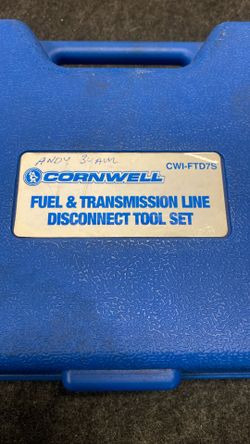 CWI-FTD7S
ANDY
CORNWELL
FUEL & TRANSMISSION LINE
DISCONNECT TOOL SET